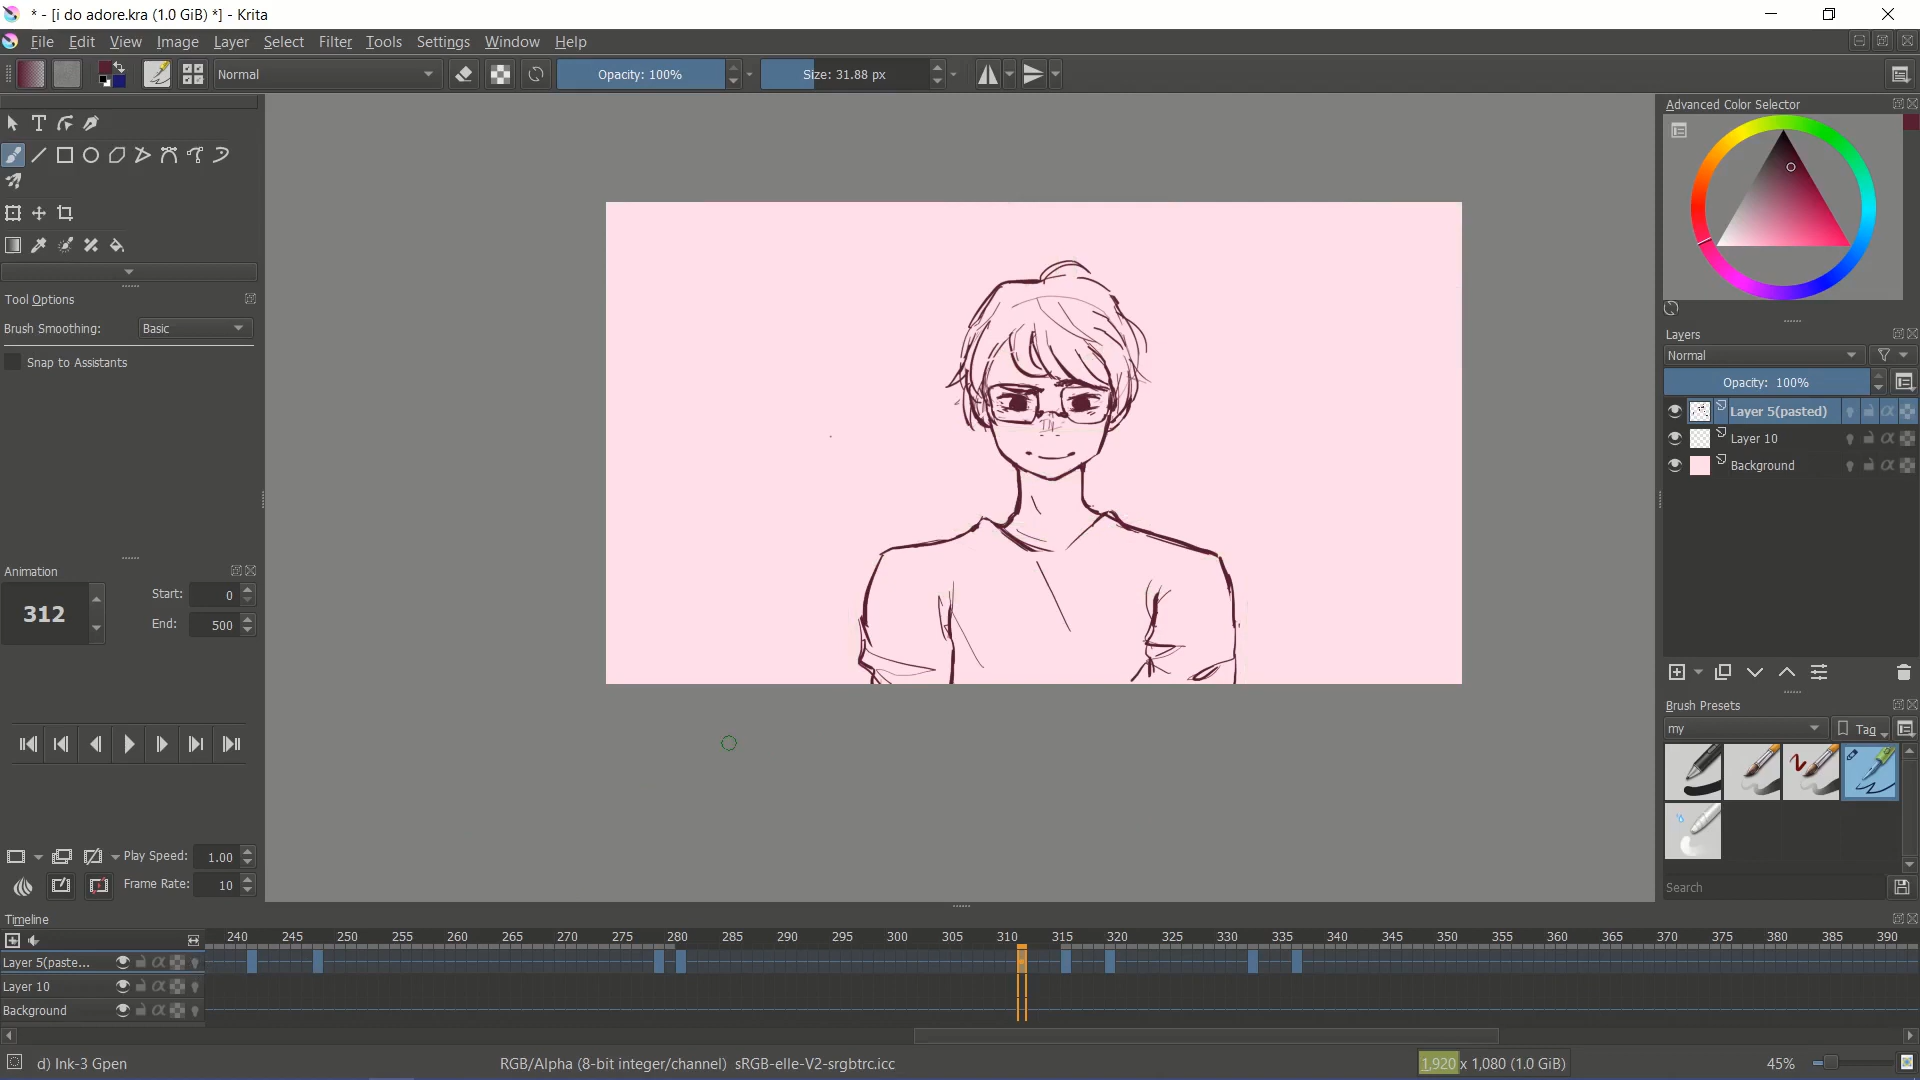 * - [i do adore.kra (1.0 GiB) *] - Krita
File Edit View Image Layer Select Filter Tools Settings Window Help
Normal Opacity: 100% Size: 31.88 px
Advanced Color Selector
Tool Options
Brush Smoothing: Basic
Snap to Assistants
Layers
Normal
Opacity: 100%
Layer 5(pasted)
Layer 10
Background
Animation
312
Start: 0
End: 500
Play Speed: 1.00
Frame Rate: 10
Brush Presets
my Tag
Search
Timeline
240 245 250 255 260 265 270 275 280 285 290 295 300 305 310 315 320 325 330 335 340 345 350 355 360 365 370 375 380 385 390
Layer 5(paste...
Layer 10
Background
d) Ink-3 Gpen RGB/Alpha (8-bit integer/channel) sRGB-elle-V2-srgbtrc.icc 1,920 x 1,080 (1.0 GiB) 45%